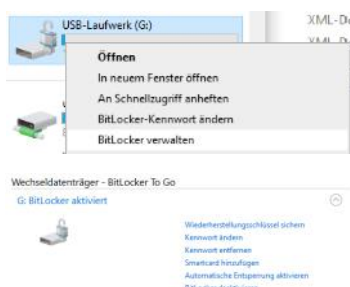 USB-Laufwerk (G:)
XML-D
XML-D
Öffnen
In neuem Fenster öffnen
An Schnellzugriff anheften
BitLocker-Kennwort ändern
BitLocker verwalten
Wechseldatenträger - BitLocker To Go
G: BitLocker aktiviert
Wiederherstellungsschlüssel sichern
Kennwort ändern
Kennwort entfernen
Smartcard hinzufügen
Automatische Entsperrung aktivieren